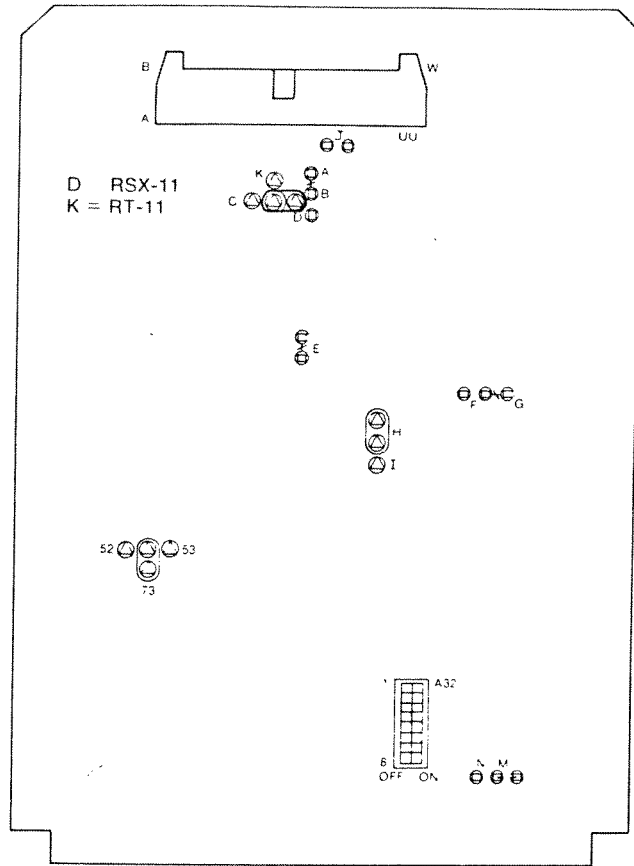 B W
A UU
J
K A
D RSX-11
K = RT-11
B
C D
E
F G
H
I
52 53
73
A32
8
OFF ON
N M